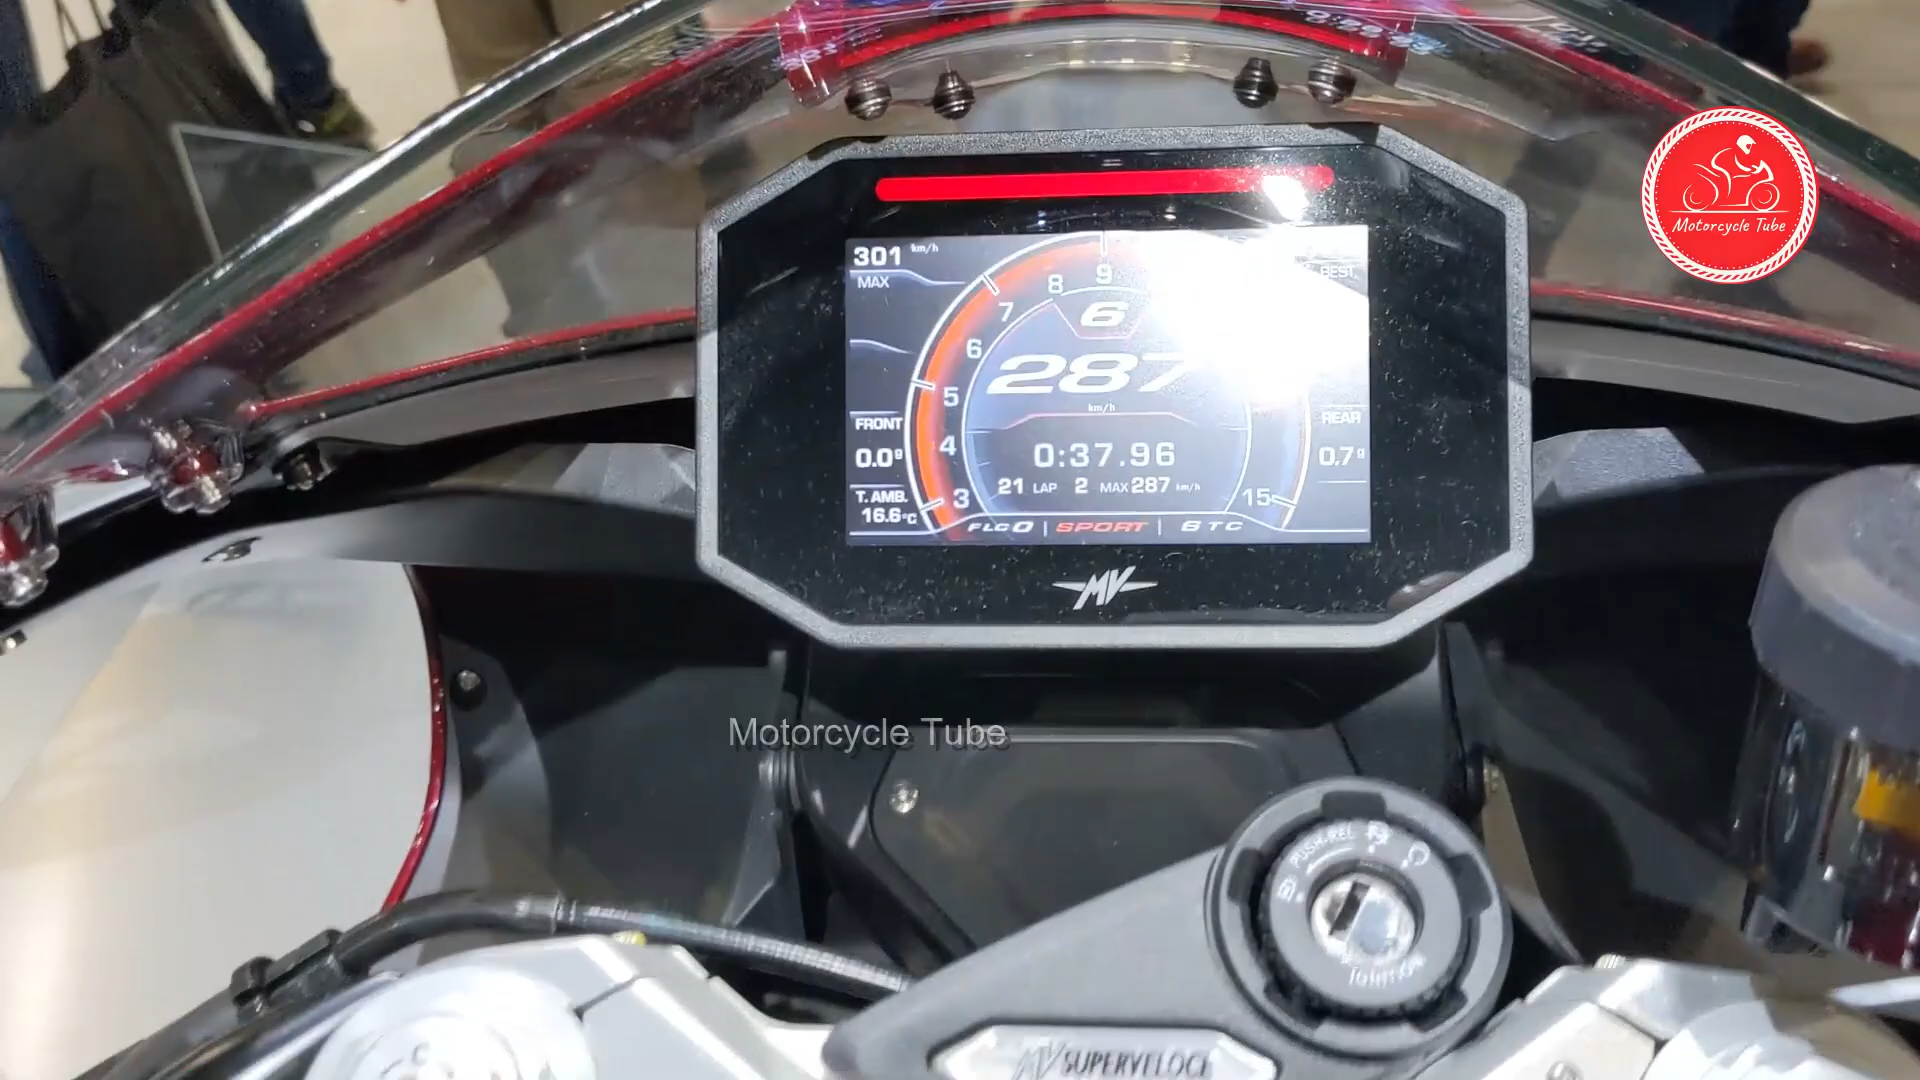 Motorcycle Tube
301 km/h
MAX
BEST
8 9
7 6
6
287
km/h
5
FRONT
REAR
4
0:37.96
0.0g
0.7g
21 LAP 2 MAX 287 km/h
T. AMB.
3
15
16.6°C
FLC 0 | SPORT | 6 TC
MV
Motorcycle Tube
PUSH-REL
MV SUPERVELOCE